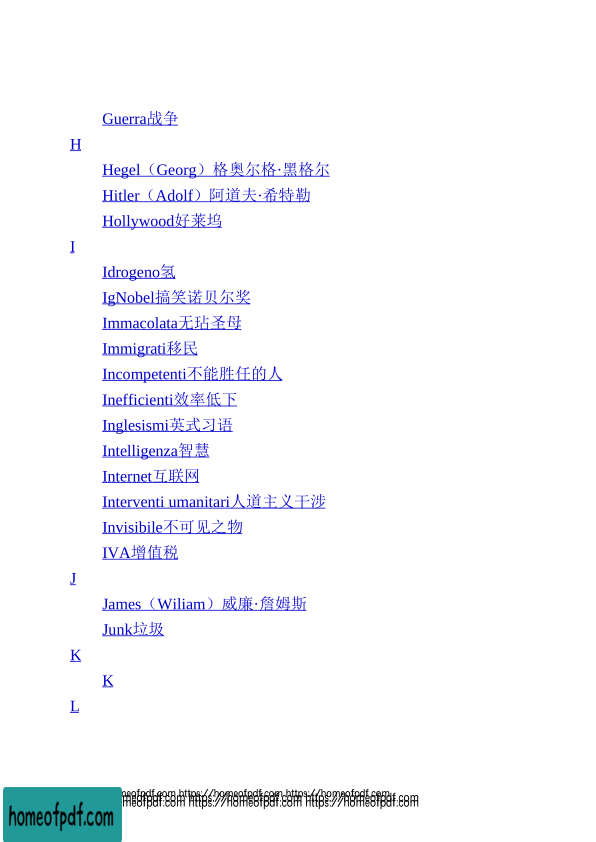 Guerra战争
H
Hegel（Georg）格奥尔格·黑格尔
Hitler（Adolf）阿道夫·希特勒
Hollywood好莱坞
I
Idrogeno氢
IgNobel搞笑诺贝尔奖
Immacolata无玷圣母
Immigrati移民
Incompetenti不能胜任的人
Inefficienti效率低下
Inglesismi英式习语
Intelligenza智慧
Internet互联网
Interventi umanitari人道主义干涉
Invisibile不可见之物
IVA增值税
J
James（Wiliam）威廉·詹姆斯
Junk垃圾
K
K
L
meofpdf.com https://homeofpdf.com https://homeofpdf.com
meofpdf.com https://homeofpdf.com https://homeofpdf.com
homeofpdf.com